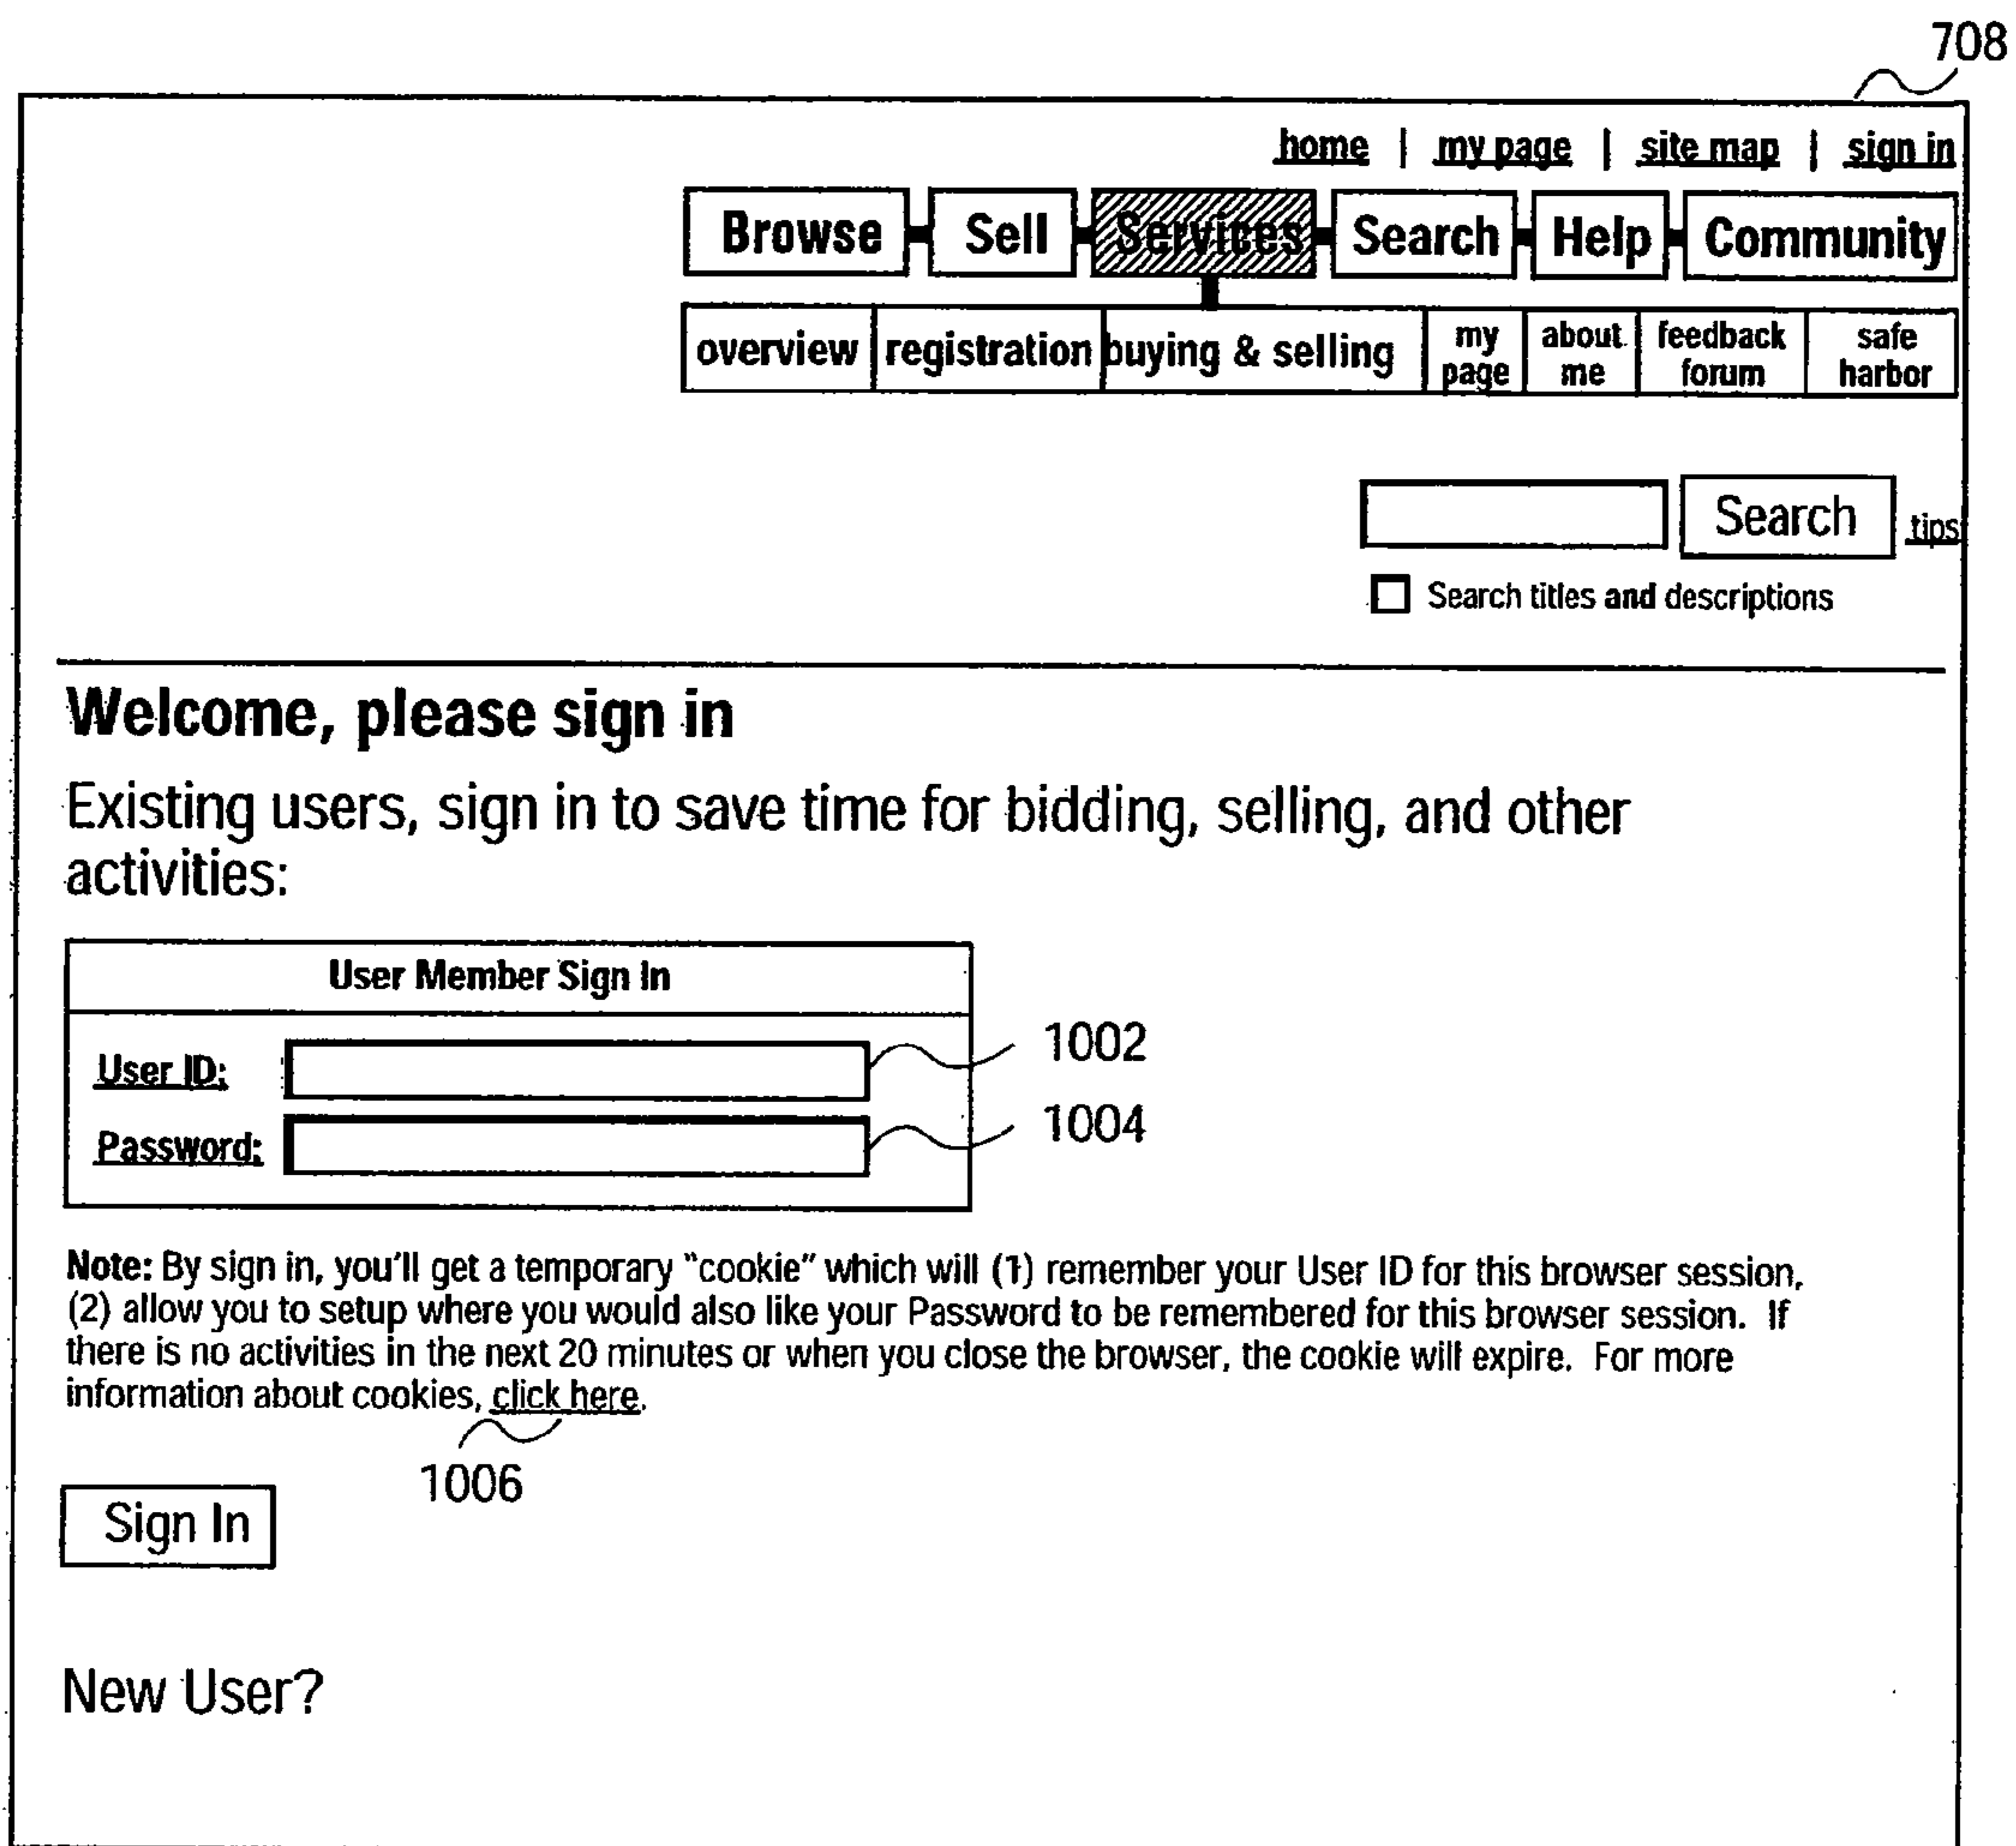 708
home | my page | site map | sign in
Browse Sell Services Search Help Community
overview registration buying & selling my page about me feedback forum safe harbor
Search tips
Search titles and descriptions
Welcome, please sign in
Existing users, sign in to save time for bidding, selling, and other
activities:
User Member Sign In
User ID: 1002
Password: 1004
Note: By sign in, you'll get a temporary "cookie" which will (1) remember your User ID for this browser session,
(2) allow you to setup where you would also like your Password to be remembered for this browser session. If
there is no activities in the next 20 minutes or when you close the browser, the cookie will expire. For more
information about cookies, click here.
1006
Sign In
New User?